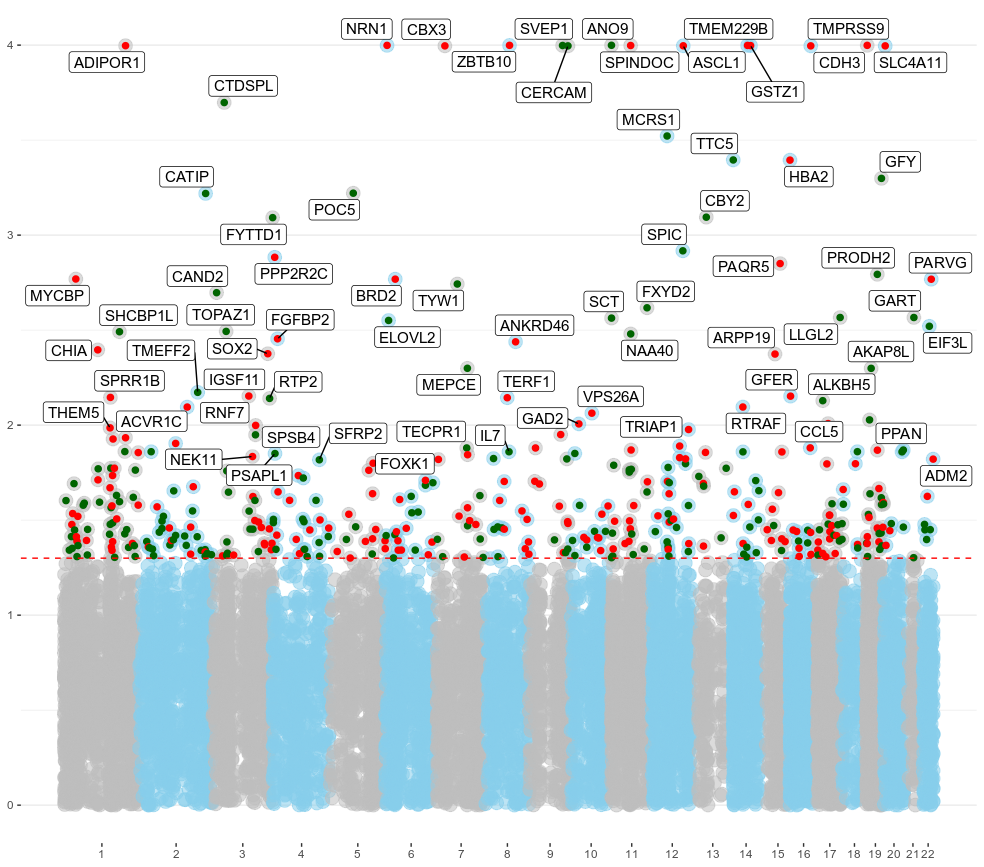 4
NRN1
CBX3
SVEP1
ANO9
TMEM229B
TMPRSS9
ADIPOR1
ZBTB10
SPINDOC
ASCL1
CDH3
SLC4A11
CTDSPL
CERCAM
GSTZ1
MCRS1
TTC5
GFY
CATIP
HBA2
POC5
CBY2
3
FYTTD1
SPIC
PPP2R2C
PAQR5
PRODH2
PARVG
CAND2
MYCBP
BRD2
TYW1
SCT
FXYD2
GART
SHCBP1L
TOPAZ1
FGFBP2
ELOVL2
ANKRD46
NAA40
ARPP19
LLGL2
EIF3L
CHIA
TMEFF2
SOX2
AKAP8L
SPRR1B
IGSF11
RTP2
MEPCE
TERF1
GFER
ALKBH5
THEM5
ACVR1C
RNF7
VPS26A
2
GAD2
TRIAP1
RTRAF
CCL5
PPAN
SPSB4
SFRP2
TECPR1
IL7
NEK11
PSAPL1
FOXK1
ADM2
1
0
1 2 3 4 5 6 7 8 9 10 11 12 13 14 15 16 17 18 19 20 21 22